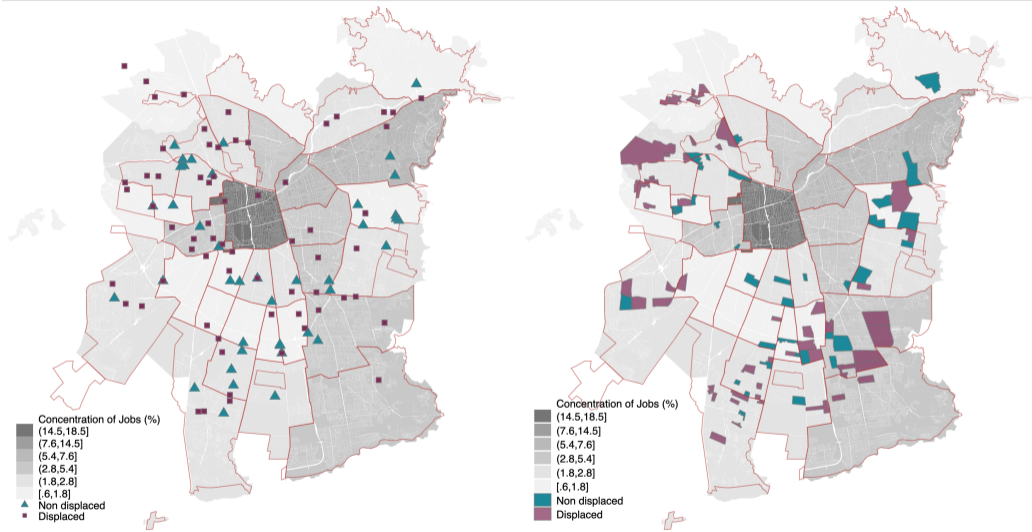 Concentration of Jobs (%)
(14.5,18.5]
(7.6,14.5]
(5.4,7.6]
(2.8,5.4]
(1.8,2.8]
[.6,1.8]
Non displaced
Displaced
Concentration of Jobs (%)
(14.5,18.5]
(7.6,14.5]
(5.4,7.6]
(2.8,5.4]
(1.8,2.8]
[.6,1.8]
Non displaced
Displaced